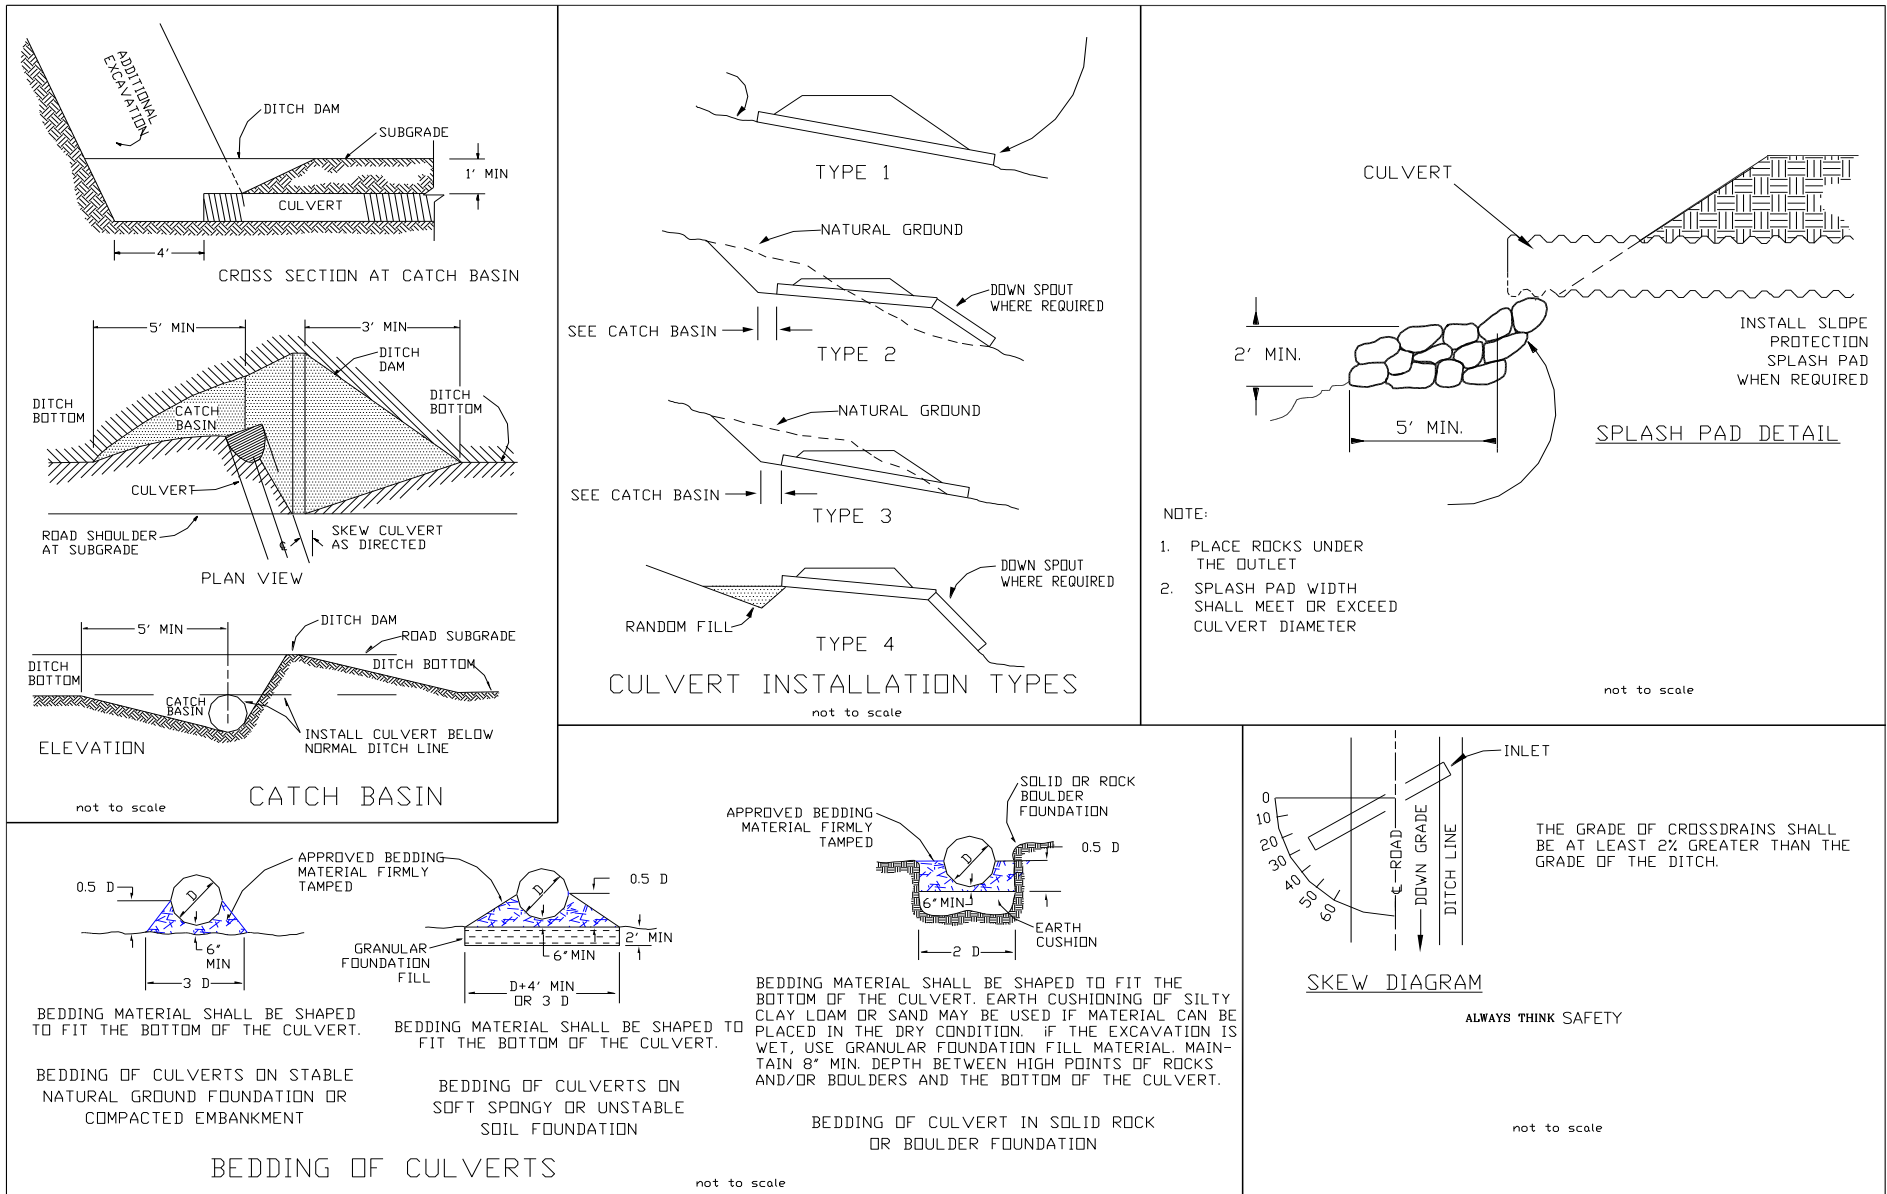 ADDITIONAL
EXCAVATION
DITCH DAM
SUBGRADE
1' MIN
CULVERT
4'
CROSS SECTION AT CATCH BASIN
5' MIN
3' MIN
DITCH
DAM
DITCH
BOTTOM
CATCH
BASIN
DITCH
BOTTOM
CULVERT
ROAD SHOULDER
AT SUBGRADE
℄
SKEW CULVERT
AS DIRECTED
PLAN VIEW
5' MIN
DITCH DAM
ROAD SUBGRADE
DITCH
BOTTOM
DITCH BOTTOM
CATCH
BASIN
INSTALL CULVERT BELOW
NORMAL DITCH LINE
ELEVATION
CATCH BASIN
not to scale
TYPE 1
NATURAL GROUND
DOWN SPOUT
WHERE REQUIRED
SEE CATCH BASIN
TYPE 2
NATURAL GROUND
SEE CATCH BASIN
TYPE 3
DOWN SPOUT
WHERE REQUIRED
RANDOM FILL
TYPE 4
CULVERT INSTALLATION TYPES
not to scale
CULVERT
2' MIN.
5' MIN.
INSTALL SLOPE
PROTECTION
SPLASH PAD
WHEN REQUIRED
SPLASH PAD DETAIL
NOTE:
1. PLACE ROCKS UNDER
THE OUTLET
2. SPLASH PAD WIDTH
SHALL MEET OR EXCEED
CULVERT DIAMETER
not to scale
0.5 D
D
APPROVED BEDDING
MATERIAL FIRMLY
TAMPED
6"
MIN
3 D
BEDDING MATERIAL SHALL BE SHAPED
TO FIT THE BOTTOM OF THE CULVERT.
BEDDING OF CULVERTS ON STABLE
NATURAL GROUND FOUNDATION OR
COMPACTED EMBANKMENT
D
0.5 D
2' MIN
6" MIN
GRANULAR
FOUNDATION
FILL
D+4' MIN
OR 3 D
BEDDING MATERIAL SHALL BE SHAPED TO
FIT THE BOTTOM OF THE CULVERT.
BEDDING OF CULVERTS ON
SOFT SPONGY OR UNSTABLE
SOIL FOUNDATION
SOLID OR ROCK
BOULDER
FOUNDATION
APPROVED BEDDING
MATERIAL FIRMLY
TAMPED
D
0.5 D
6" MIN
EARTH
CUSHION
2 D
BEDDING MATERIAL SHALL BE SHAPED TO FIT THE
BOTTOM OF THE CULVERT. EARTH CUSHIONING OF SILTY
CLAY LOAM OR SAND MAY BE USED IF MATERIAL CAN BE
PLACED IN THE DRY CONDITION. iF THE EXCAVATION IS
WET, USE GRANULAR FOUNDATION FILL MATERIAL. MAIN-
TAIN 8" MIN. DEPTH BETWEEN HIGH POINTS OF ROCKS
AND/OR BOULDERS AND THE BOTTOM OF THE CULVERT.
BEDDING OF CULVERT IN SOLID ROCK
OR BOULDER FOUNDATION
BEDDING OF CULVERTS
not to scale
INLET
0
10
20
30
40
50
60
℄ ROAD
DOWN GRADE
DITCH LINE
THE GRADE OF CROSSDRAINS SHALL
BE AT LEAST 2% GREATER THAN THE
GRADE OF THE DITCH.
SKEW DIAGRAM
ALWAYS THINK SAFETY
not to scale